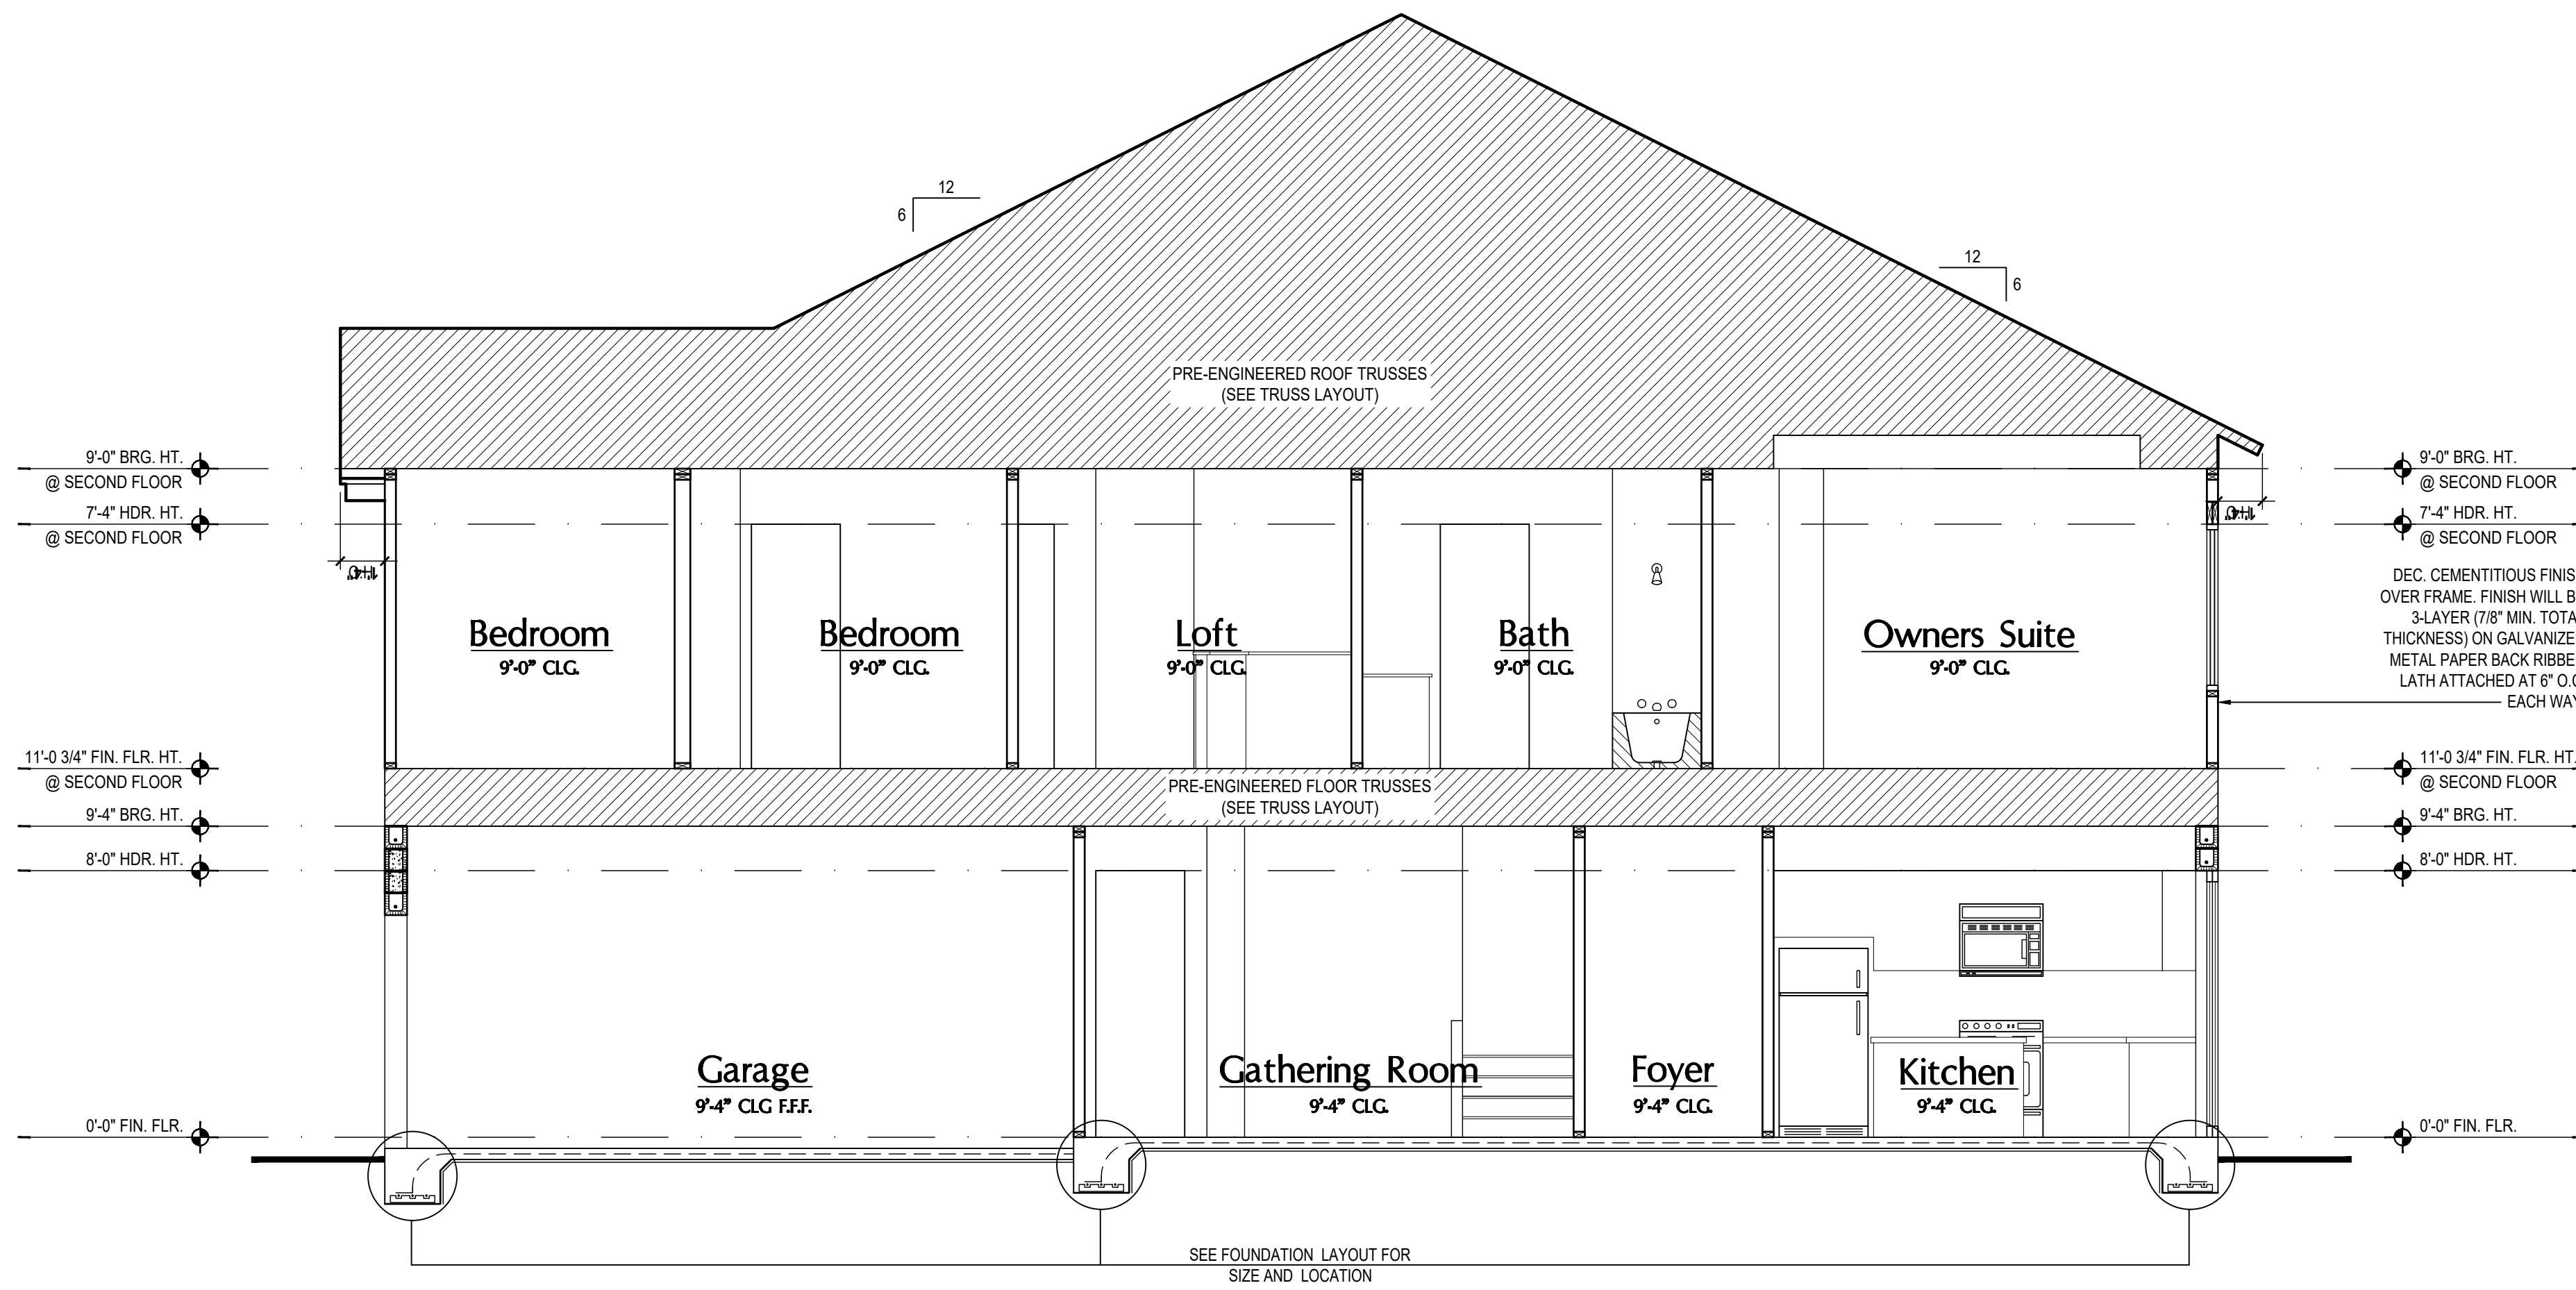 12
6
12
6
PRE-ENGINEERED ROOF TRUSSES
(SEE TRUSS LAYOUT)
9'-0" BRG. HT.
@ SECOND FLOOR
7'-4" HDR. HT.
@ SECOND FLOOR
9'-0" BRG. HT.
@ SECOND FLOOR
7'-4" HDR. HT.
@ SECOND FLOOR
DEC. CEMENTITIOUS FINIS
OVER FRAME. FINISH WILL B
3-LAYER (7/8" MIN. TOTA
THICKNESS) ON GALVANIZE
METAL PAPER BACK RIBBE
LATH ATTACHED AT 6" O.C
EACH WAY
Bedroom
9'-0" CLG.
Bedroom
9'-0" CLG.
Loft
9'-0" CLG.
Bath
9'-0" CLG.
Owners Suite
9'-0" CLG.
11'-0 3/4" FIN. FLR. HT.
@ SECOND FLOOR
9'-4" BRG. HT.
8'-0" HDR. HT.
PRE-ENGINEERED FLOOR TRUSSES
(SEE TRUSS LAYOUT)
11'-0 3/4" FIN. FLR. HT.
@ SECOND FLOOR
9'-4" BRG. HT.
8'-0" HDR. HT.
Garage
9'-4" CLG F.F.F.
Gathering Room
9'-4" CLG.
Foyer
9'-4" CLG.
Kitchen
9'-4" CLG.
0'-0" FIN. FLR.
0'-0" FIN. FLR.
SEE FOUNDATION LAYOUT FOR
SIZE AND LOCATION